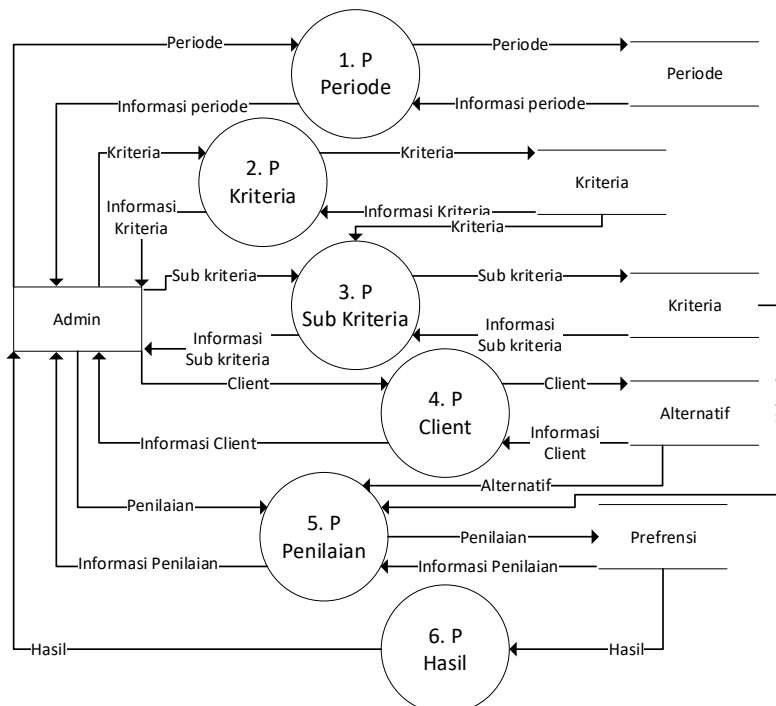 Periode
1. P
Periode
Periode
Periode
Informasi periode
Informasi periode
Kriteria
2. P
Kriteria
Kriteria
Kriteria
Informasi
Kriteria
Informasi Kriteria
Kriteria
Sub kriteria
3. P
Sub Kriteria
Sub kriteria
Kriteria
Admin
Informasi
Sub kriteria
Informasi
Sub kriteria
Client
4. P
Client
Client
Alternatif
Informasi Client
Informasi
Client
Alternatif
Penilaian
5. P
Penilaian
Penilaian
Prefrensi
Informasi Penilaian
Informasi Penilaian
6. P
Hasil
Hasil
Hasil